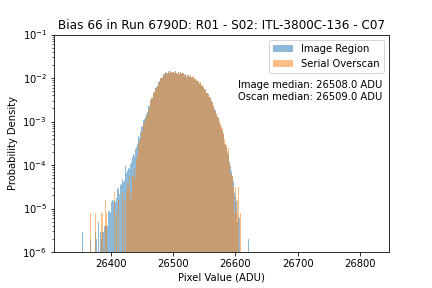 Bias 66 in Run 6790D: R01 - S02: ITL-3800C-136 - C07
Image Region
Serial Overscan
Image median: 26508.0 ADU
Oscan median: 26509.0 ADU
Probability Density
10⁻¹
10⁻²
10⁻³
10⁻⁴
10⁻⁵
10⁻⁶
26400 26500 26600 26700 26800
Pixel Value (ADU)